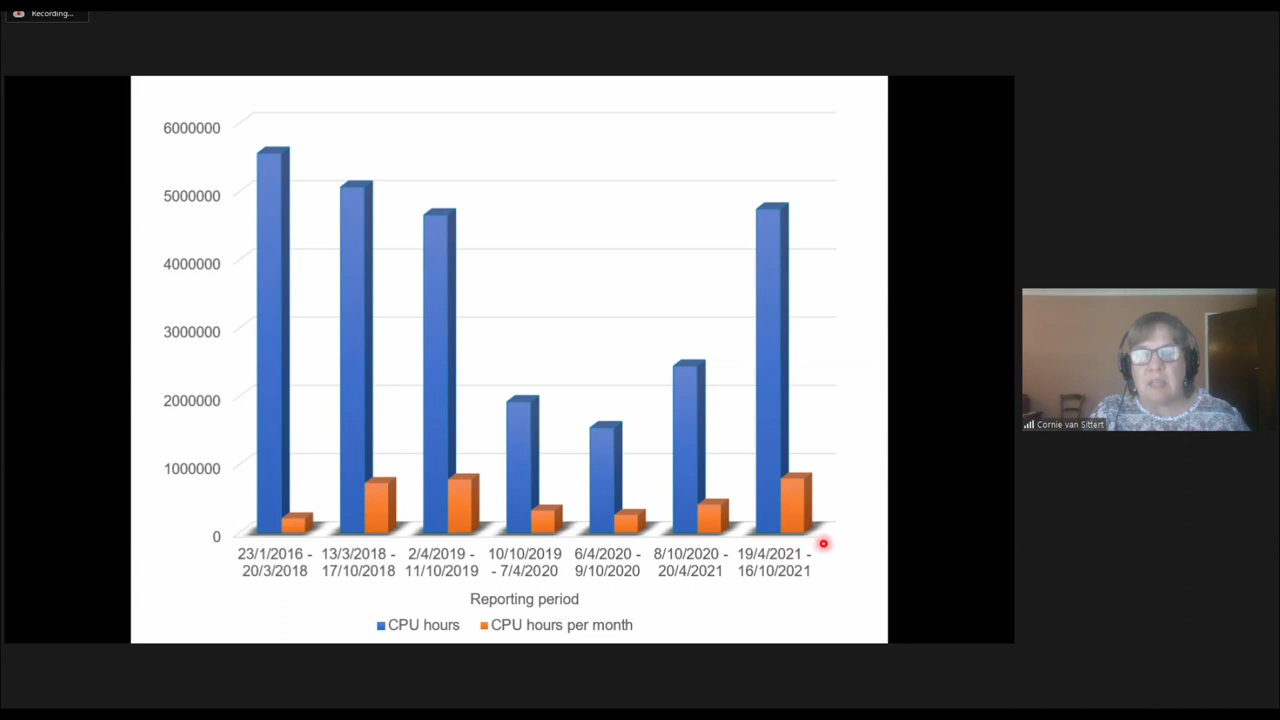 Recording...
6000000
5000000
4000000
3000000
2000000
1000000
0
23/1/2016 - 13/3/2018 - 2/4/2019 - 10/10/2019 6/4/2020 - 8/10/2020 - 19/4/2021 -
20/3/2018 17/10/2018 11/10/2019 - 7/4/2020 9/10/2020 20/4/2021 16/10/2021
Reporting period
CPU hours CPU hours per month
Cornie van Sittert